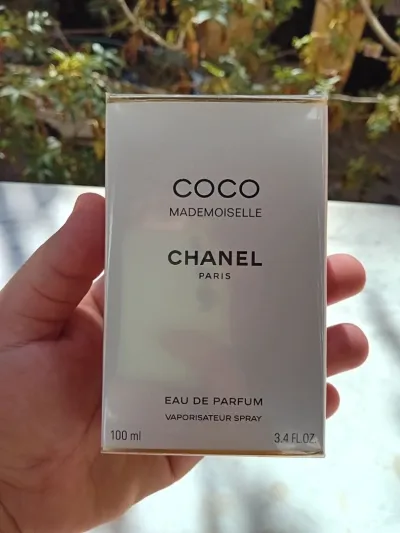 COCO
MADEMOISELLE
CHANEL
PARIS
EAU DE PARFUM
VAPORISATEUR SPRAY
100 ml 3.4 FL.OZ